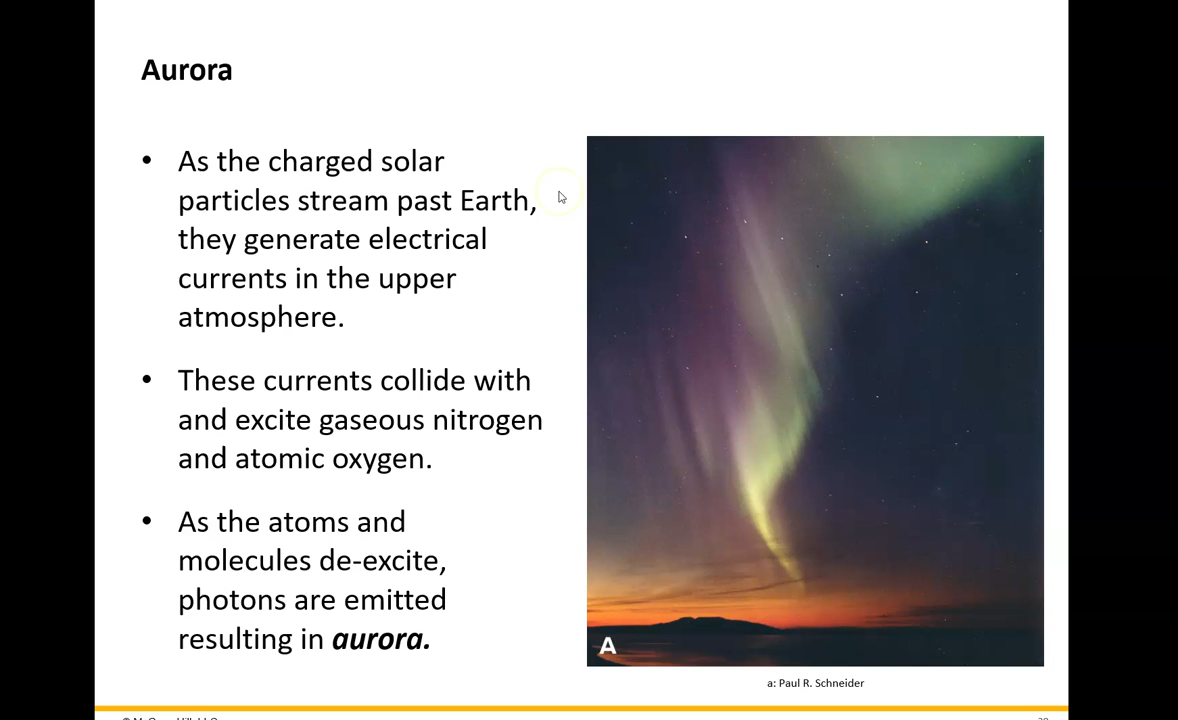 Aurora
• As the charged solar
particles stream past Earth,
they generate electrical
currents in the upper
atmosphere.
• These currents collide with
and excite gaseous nitrogen
and atomic oxygen.
• As the atoms and
molecules de-excite,
photons are emitted
resulting in aurora.
A
a: Paul R. Schneider